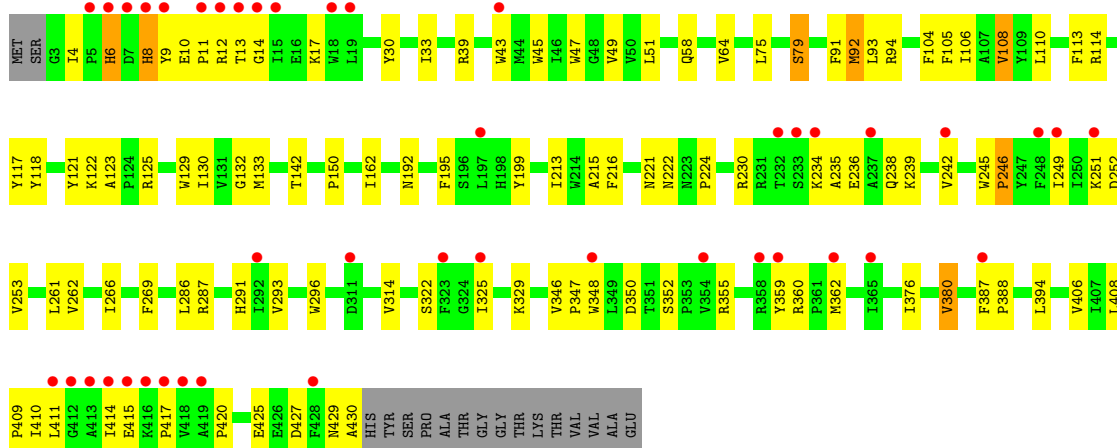 MET SER G3 I4 P5 H6 D7 H8 Y9 E10 P11 R12 T13 G14 I15 E16 K17 W18 L19 Y30 I33 R39 W43 M44 W45 I46 W47 G48 V49 V50 L51 Q58 V64 L75 S79 F91 M92 L93 R94 F104 F105 I106 A107 V108 Y109 L110 F113 R114
Y117 Y118 Y121 K122 A123 P124 R125 W129 I130 V131 G132 M133 T142 P150 I162 N192 F195 S196 L197 H198 Y199 I213 W214 A215 F216 N221 N222 N223 P224 R230 R231 T232 S233 K234 A235 E236 A237 Q238 K239 V242 W245 P246 Y247 F248 I249 I250 K251 D252
V253 L261 V262 I266 F269 L286 R287 H291 I292 V293 W296 D311 V314 S322 F323 G324 I325 K329 V346 P347 W348 L349 D350 T351 S352 P353 V354 R355 R358 Y359 R360 P361 M362 I365 I376 V380 F387 P388 L394 V406 I407 L408
P409 I410 L411 G412 A413 I414 E415 K416 P417 V418 A419 P420 E425 E426 D427 F428 N429 A430 HIS TYR SER PRO ALA THR GLY GLY THR LYS THR VAL VAL ALA GLU